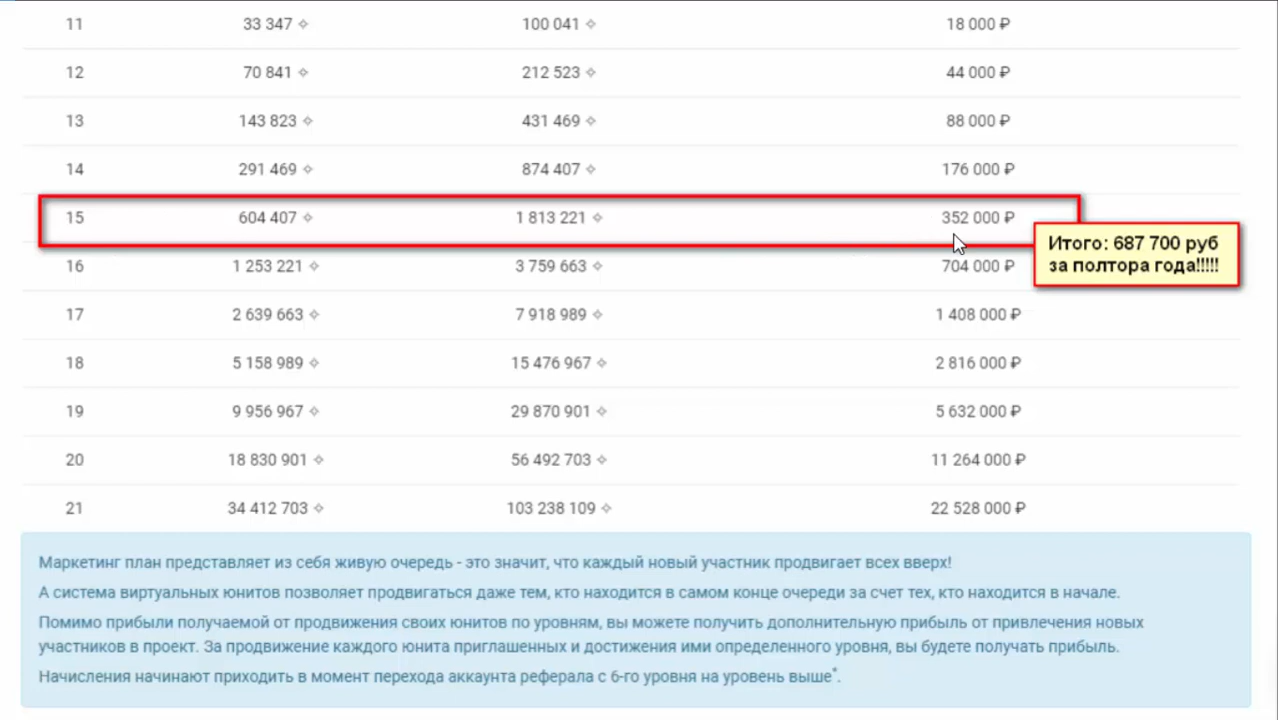 11 33 347 ✧ 100 041 ✧ 18 000 ₽
12 70 841 ✧ 212 523 ✧ 44 000 ₽
13 143 823 ✧ 431 469 ✧ 88 000 ₽
14 291 469 ✧ 874 407 ✧ 176 000 ₽
15 604 407 ✧ 1 813 221 ✧ 352 000 ₽
Итого: 687 700 руб
за полтора года!!!!!
16 1 253 221 ✧ 3 759 663 ✧ 704 000 ₽
17 2 639 663 ✧ 7 918 989 ✧ 1 408 000 ₽
18 5 158 989 ✧ 15 476 967 ✧ 2 816 000 ₽
19 9 956 967 ✧ 29 870 901 ✧ 5 632 000 ₽
20 18 830 901 ✧ 56 492 703 ✧ 11 264 000 ₽
21 34 412 703 ✧ 103 238 109 ✧ 22 528 000 ₽
Маркетинг план представляет из себя живую очередь - это значит, что каждый новый участник продвигает всех вверх!
А система виртуальных юнитов позволяет продвигаться даже тем, кто находится в самом конце очереди за счет тех, кто находится в начале.
Помимо прибыли получаемой от продвижения своих юнитов по уровням, вы можете получить дополнительную прибыль от привлечения новых
участников в проект. За продвижение каждого юнита приглашенных и достижения ими определенного уровня, вы будете получать прибыль.
Начисления начинают приходить в момент перехода аккаунта реферала с 6-го уровня на уровень выше*.